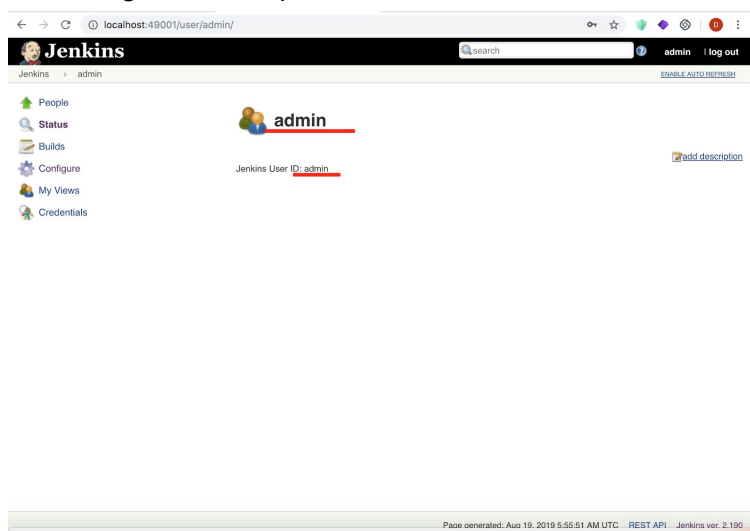 localhost:49001/user/admin/
D
Jenkins
search
admin
| log out
Jenkins
admin
ENABLE AUTO REFRESH
People
Status
Builds
Configure
My Views
Credentials
admin
add description
Jenkins User ID: admin
Page generated: Aug 19, 2019 5:55:51 AM UTC
REST API
Jenkins ver. 2.190